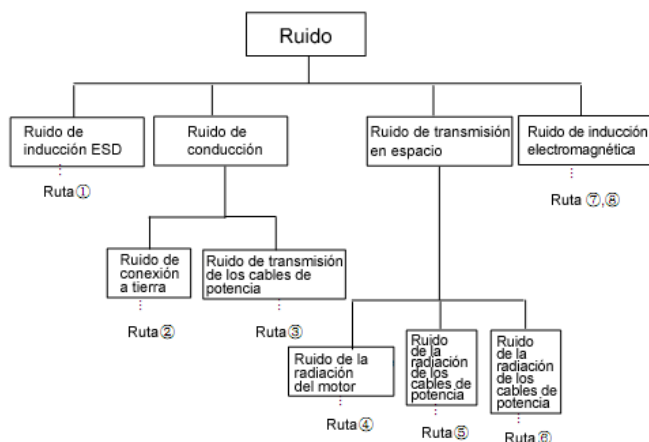 Ruido
Ruido de
inducción ESD
Ruido de
conducción
Ruido de transmisión
en espacio
Ruido de inducción
electromagnética
Ruta①
Ruta ⑦,⑧
Ruido de
conexión
a tierra
Ruido de transmisión
de los cables de
potencia
Ruta②
Ruta③
Ruido de la
radiación
del motor
Ruido
de la
radiación
de los
cables de
potencia
Ruido
de la
radiación
de los
cables de
potencia
Ruta④
Ruta⑤
Ruta⑥